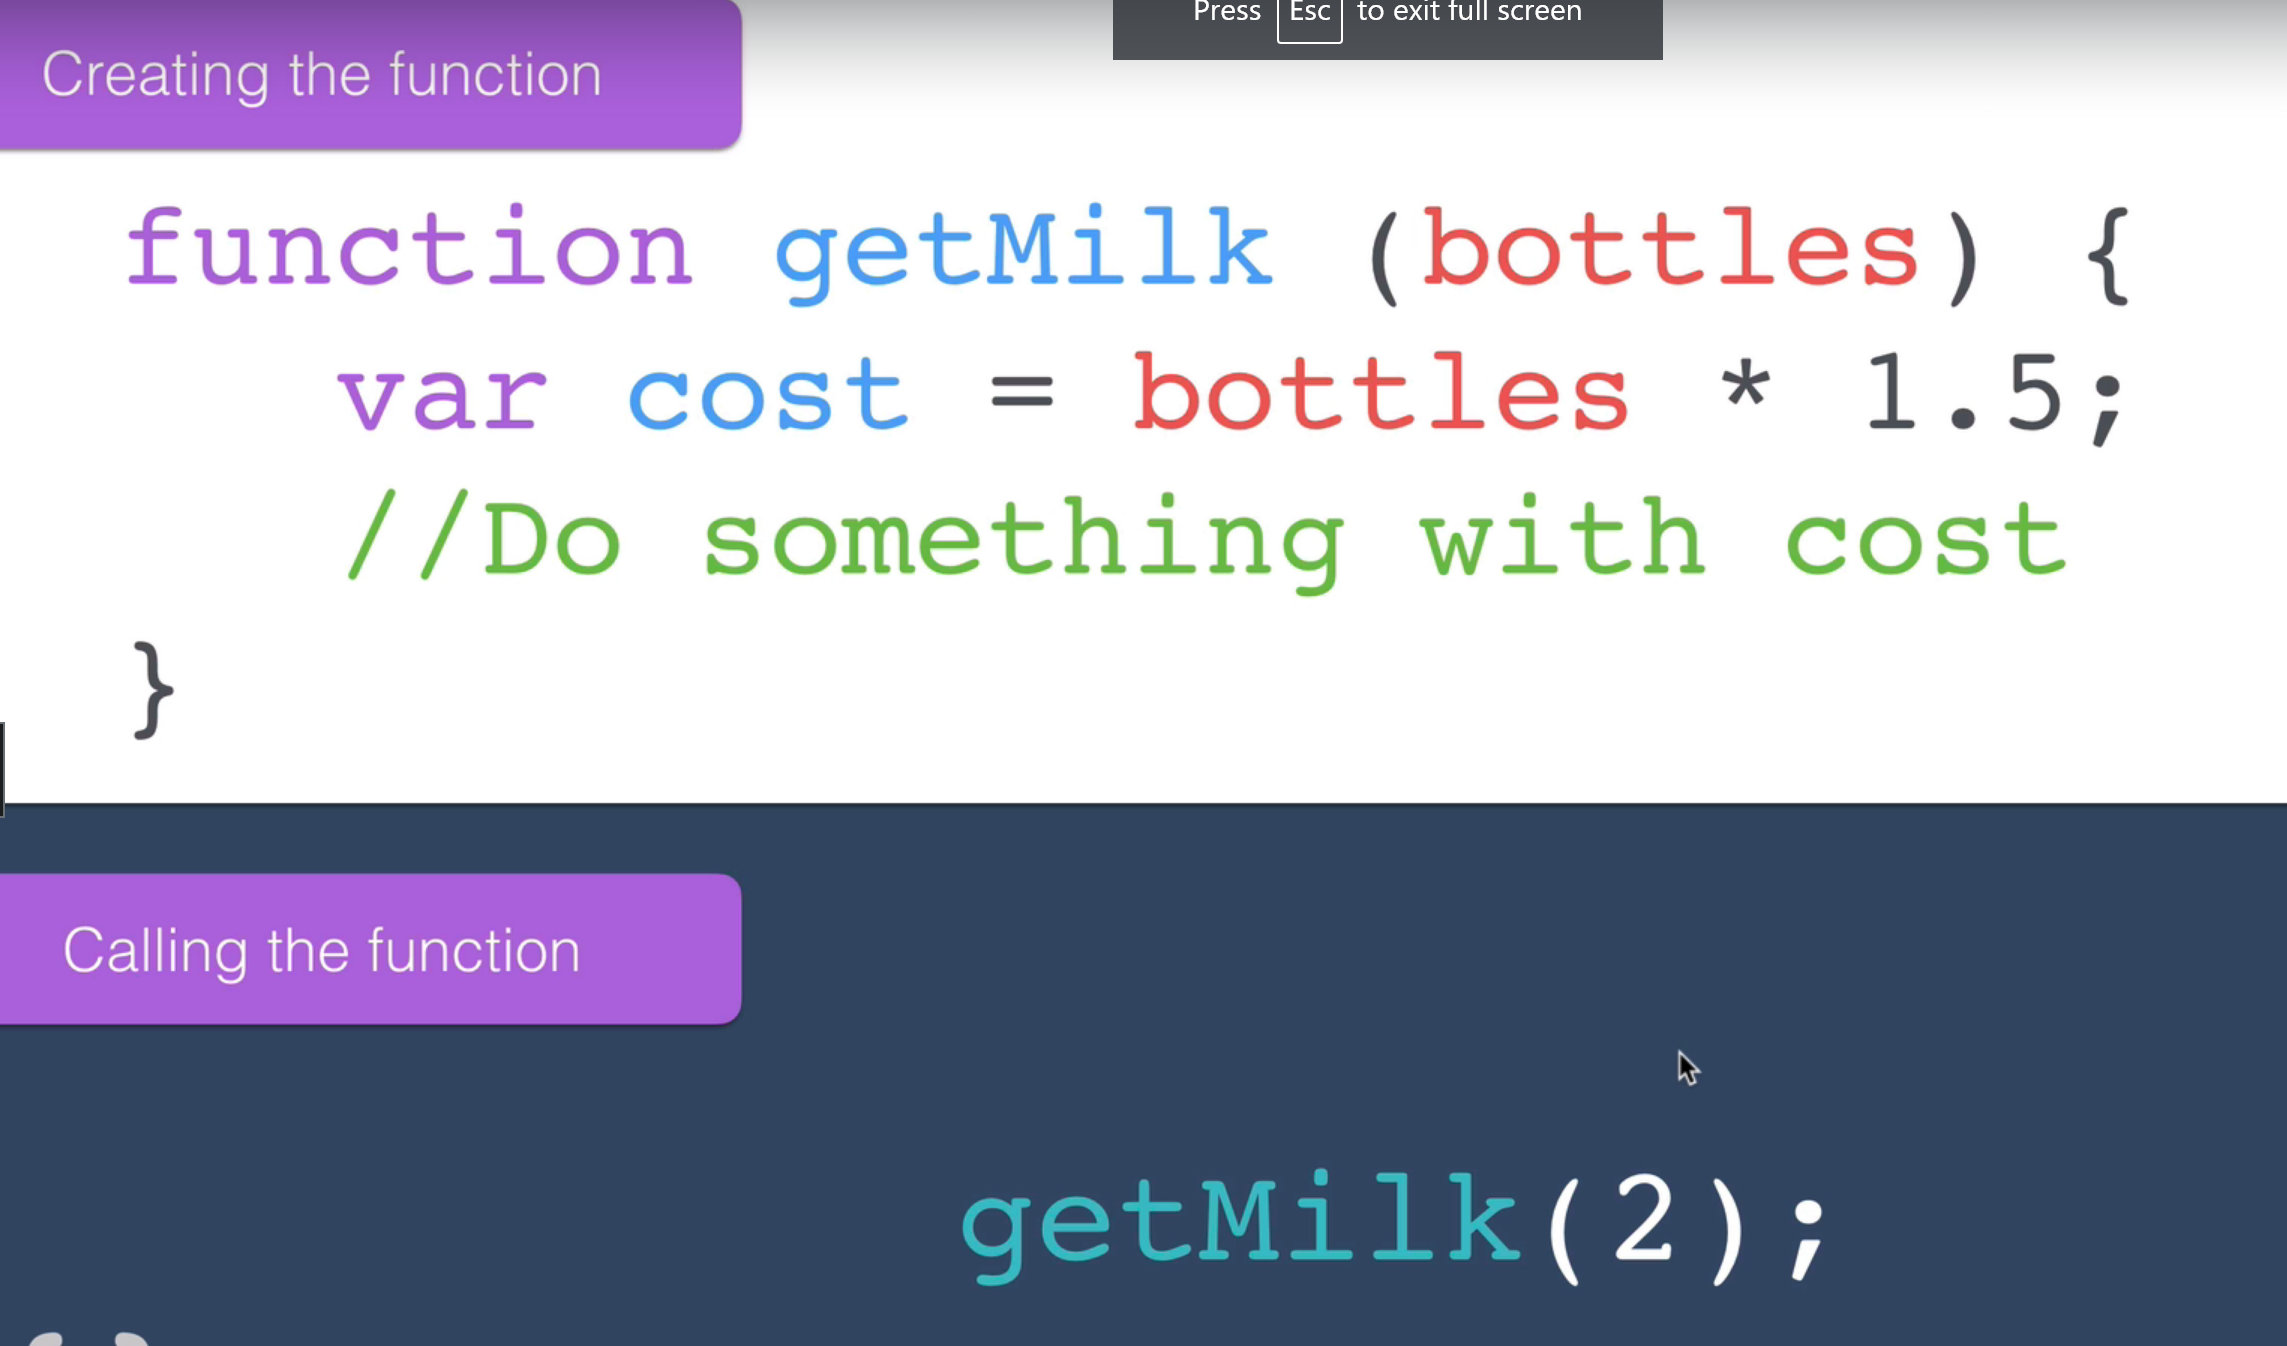 Press Esc to exit full screen
Creating the function
function getMilk (bottles) {
var cost = bottles * 1.5;
//Do something with cost
}
Calling the function
getMilk(2);